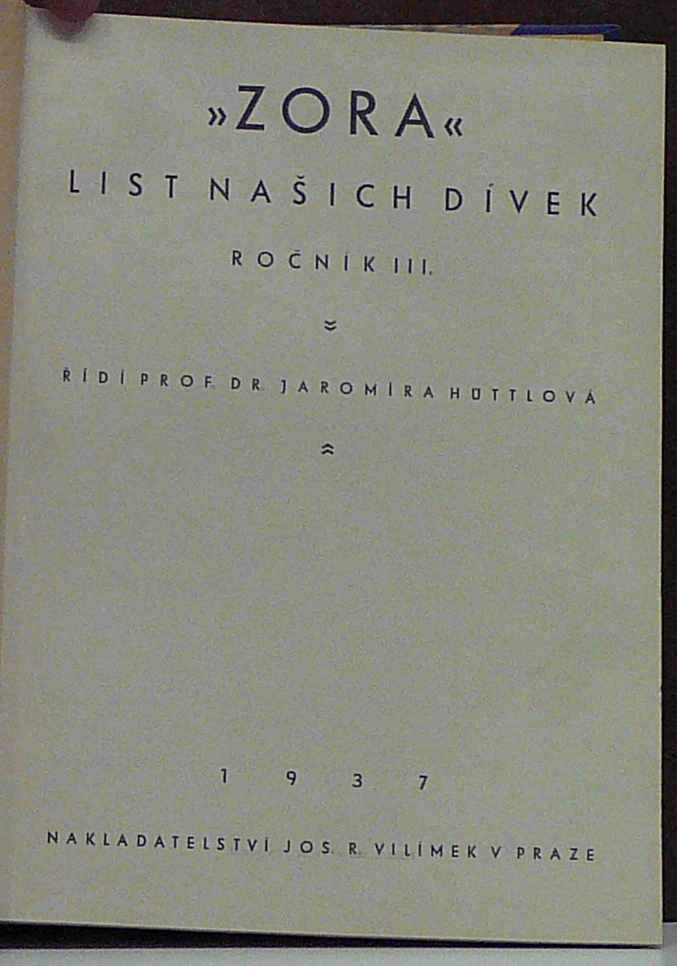 »ZORA«
LIST NAŠICH DÍVEK
ROČNÍK III.
ŘÍDÍ PROF. DR. JAROMÍRA HÜTTLOVÁ
1937
NAKLADATELSTVÍ JOS. R. VILÍMEK V PRAZE